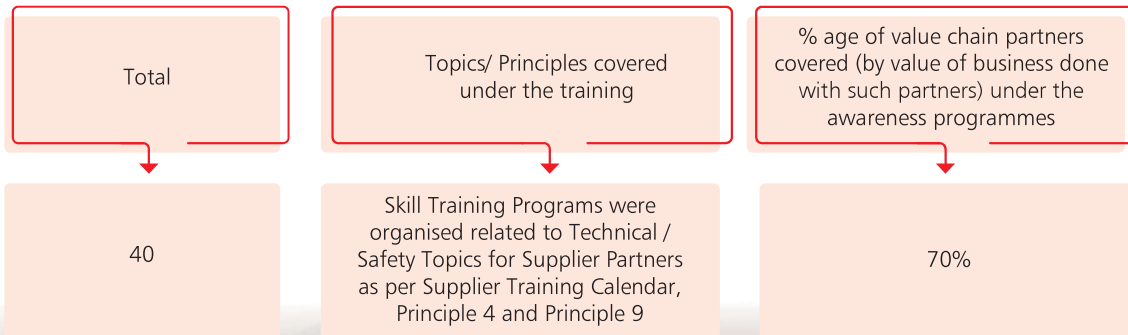 Total
Topics/ Principles covered
under the training
% age of value chain partners
covered (by value of business done
with such partners) under the
awareness programmes
40
Skill Training Programs were
organised related to Technical /
Safety Topics for Supplier Partners
as per Supplier Training Calendar,
Principle 4 and Principle 9
70%